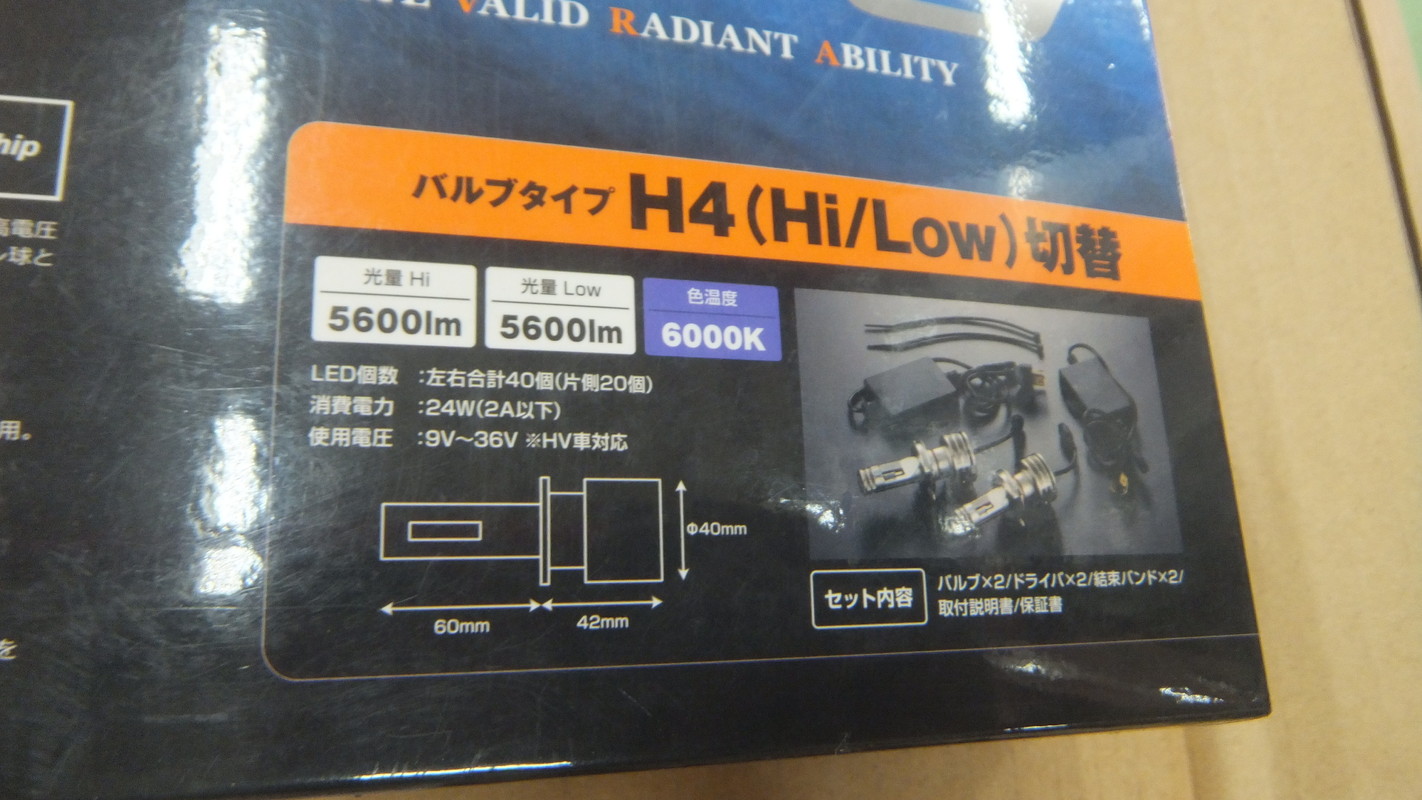 VALID RADIANT ABILITY
hip
高電圧
球と
用。
を
バルブタイプ H4(Hi/Low)切替
光量 Hi
5600lm
光量 Low
5600lm
色温度
6000K
LED個数 :左右合計40個(片側20個)
消費電力 :24W(2A以下)
使用電圧 :9V～36V ※HV車対応
Φ40mm
60mm
42mm
セット内容
バルブ×2/ドライバ×2/結束バンド×2/
取付説明書/保証書